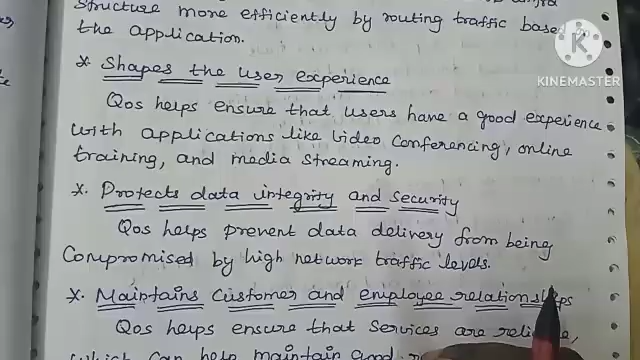 structure more efficiently by routing traffic based
the application.
* Shapes the user experience
Qos helps ensure that users have a good experience
with applications like video conferencing, online
training, and media streaming.
* Protects data integrity and security
Qos helps prevent data delivery from being
compromised by high network traffic levels.
* Maintains customer and employee relationships
Qos helps ensure that services are
which can help maintain good
KINEMASTER